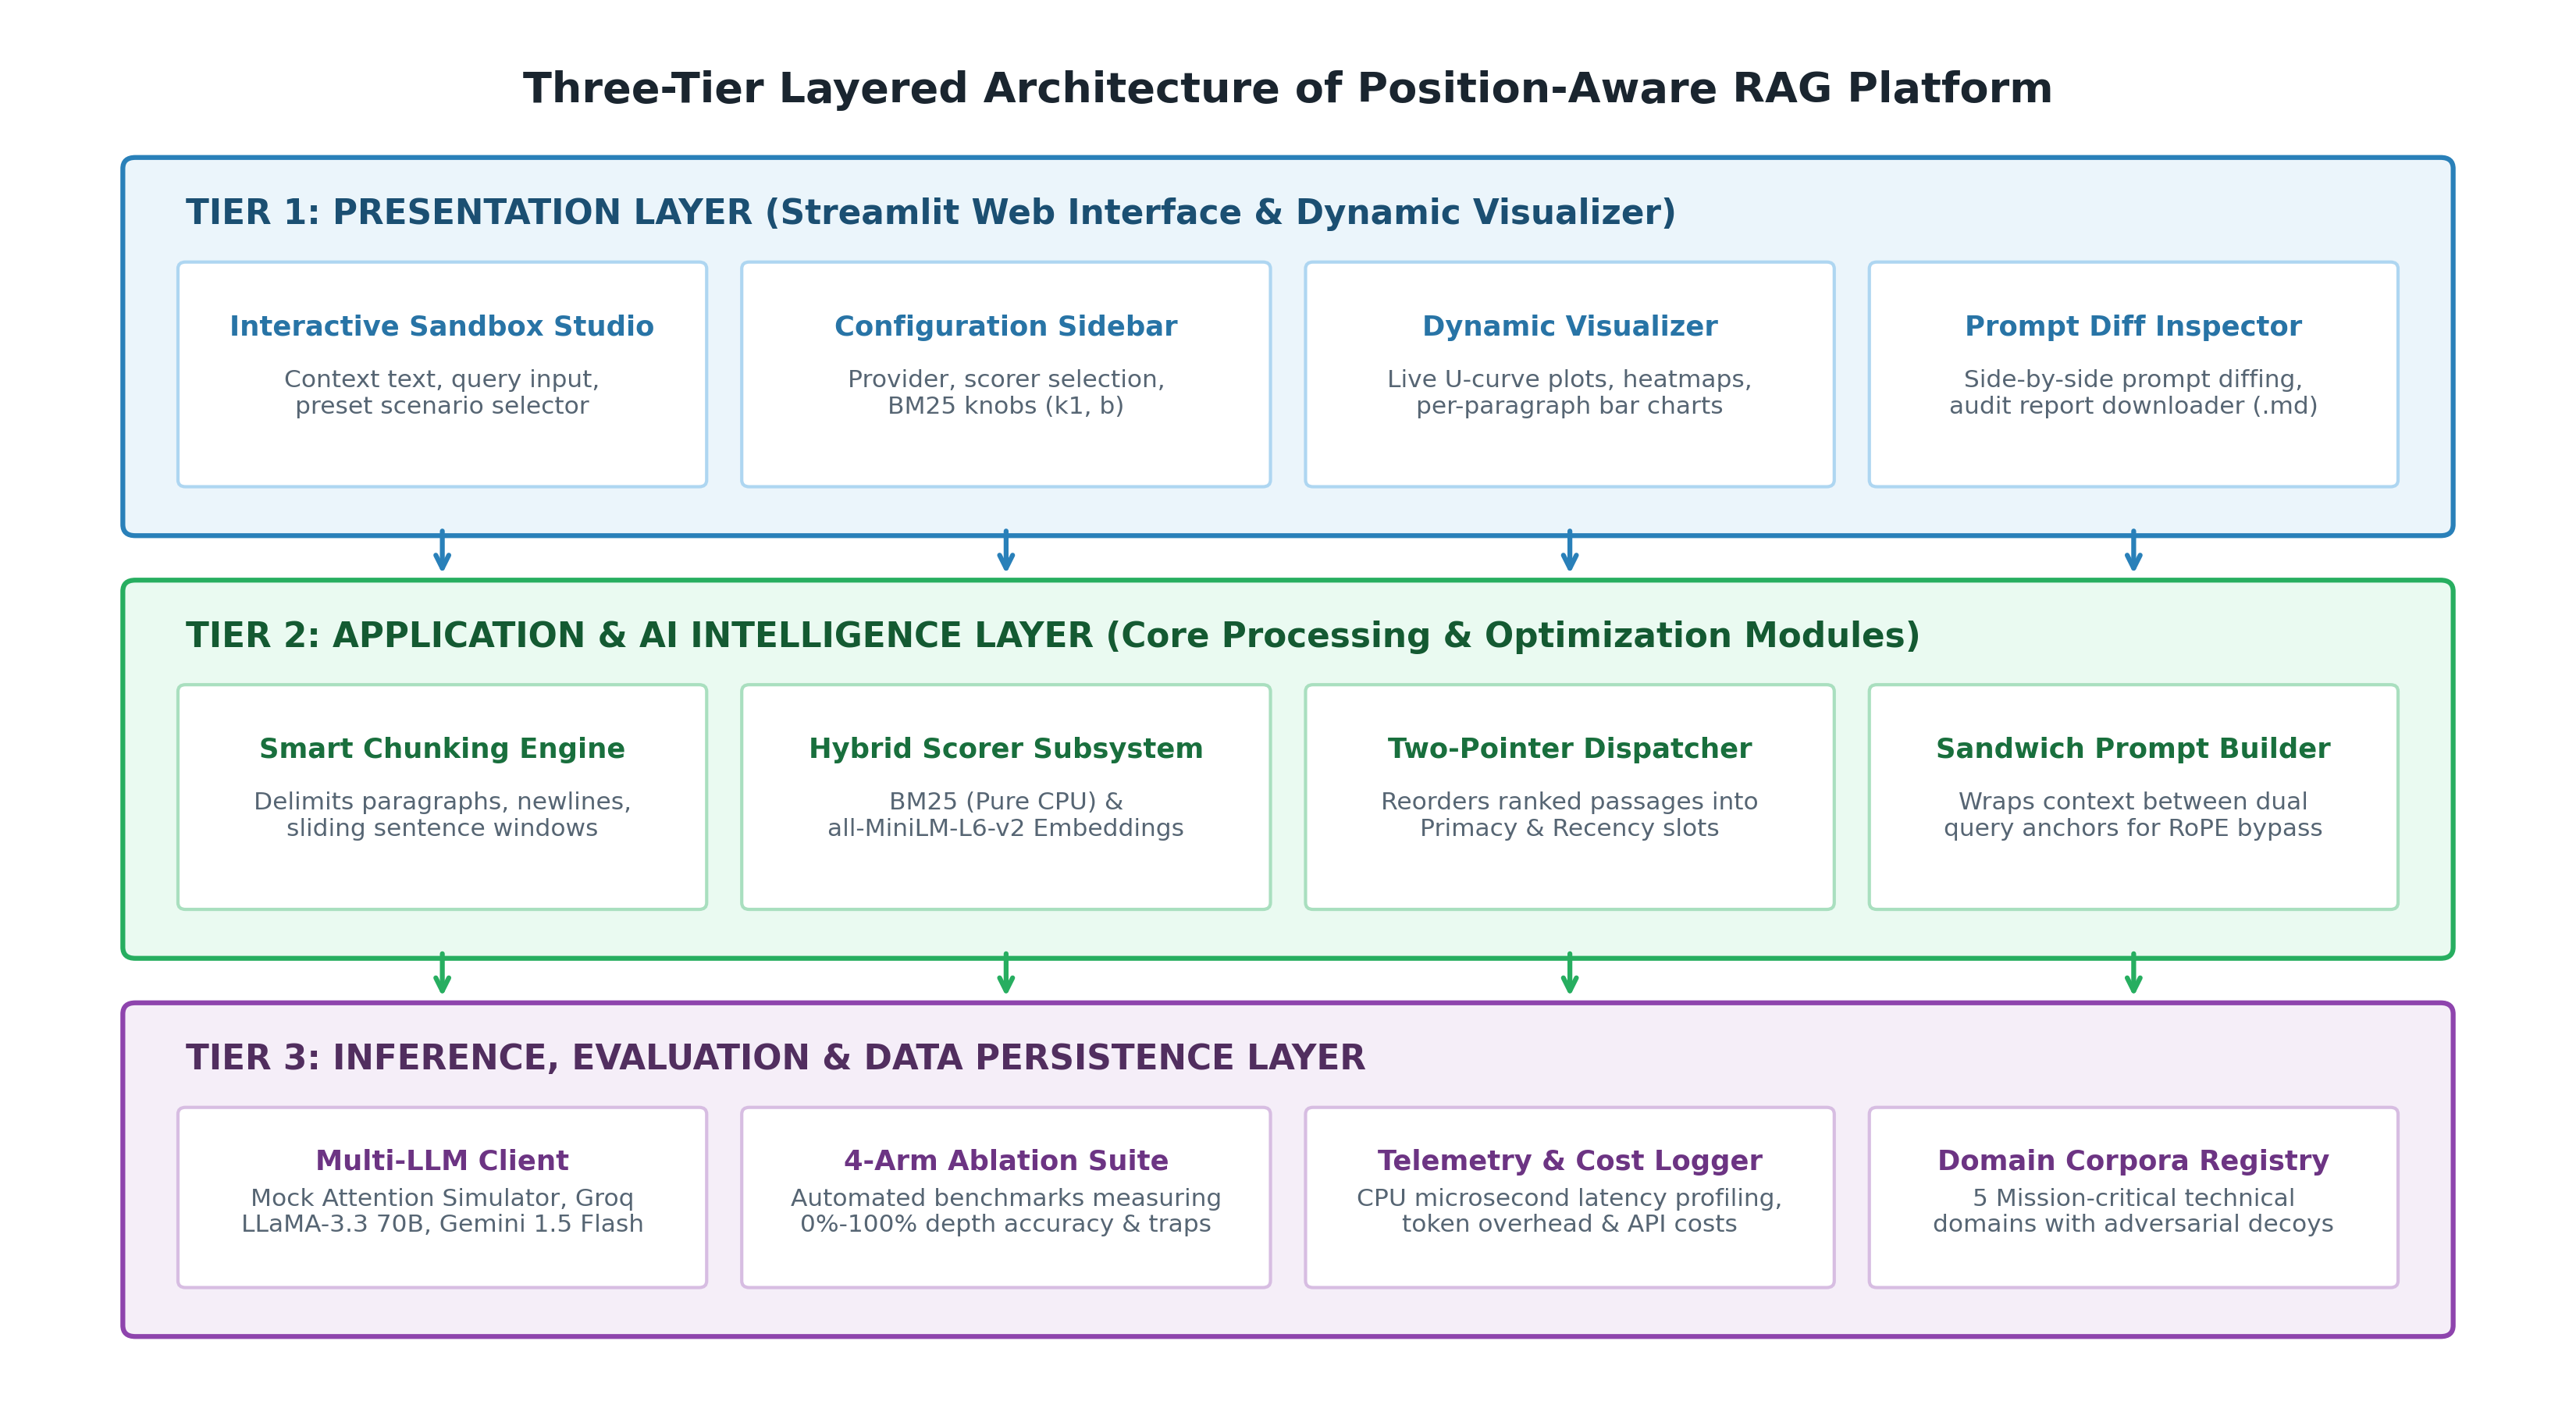 Three-Tier Layered Architecture of Position-Aware RAG Platform
TIER 1: PRESENTATION LAYER (Streamlit Web Interface & Dynamic Visualizer)
Interactive Sandbox Studio
Context text, query input,
preset scenario selector
Configuration Sidebar
Provider, scorer selection,
BM25 knobs (k1, b)
Dynamic Visualizer
Live U-curve plots, heatmaps,
per-paragraph bar charts
Prompt Diff Inspector
Side-by-side prompt diffing,
audit report downloader (.md)
TIER 2: APPLICATION & AI INTELLIGENCE LAYER (Core Processing & Optimization Modules)
Smart Chunking Engine
Delimits paragraphs, newlines,
sliding sentence windows
Hybrid Scorer Subsystem
BM25 (Pure CPU) &
all-MiniLM-L6-v2 Embeddings
Two-Pointer Dispatcher
Reorders ranked passages into
Primacy & Recency slots
Sandwich Prompt Builder
Wraps context between dual
query anchors for RoPE bypass
TIER 3: INFERENCE, EVALUATION & DATA PERSISTENCE LAYER
Multi-LLM Client
Mock Attention Simulator, Groq
LLaMA-3.3 70B, Gemini 1.5 Flash
4-Arm Ablation Suite
Automated benchmarks measuring
0%-100% depth accuracy & traps
Telemetry & Cost Logger
CPU microsecond latency profiling,
token overhead & API costs
Domain Corpora Registry
5 Mission-critical technical
domains with adversarial decoys